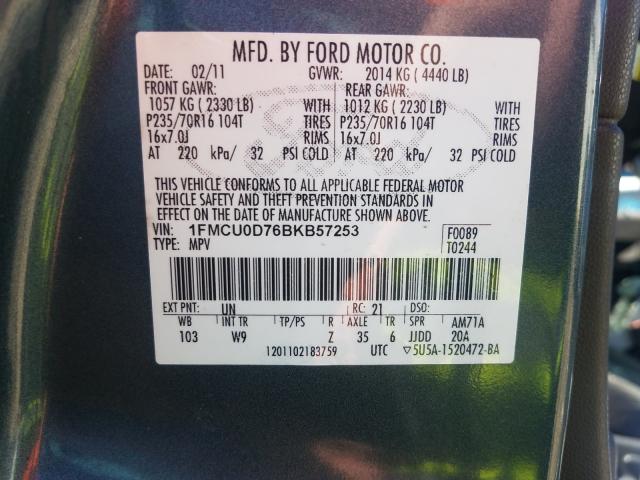 MFD. BY FORD MOTOR CO.
DATE: 02/11 GVWR: 2014 KG ( 4440 LB)
FRONT GAWR: REAR GAWR:
1057 KG ( 2330 LB) WITH 1012 KG ( 2230 LB) WITH
P235/70R16 104T TIRES P235/70R16 104T TIRES
16x7.0J RIMS 16x7.0J RIMS
AT 220 kPa/ 32 PSI COLD AT 220 kPa/ 32 PSI COLD
THIS VEHICLE CONFORMS TO ALL APPLICABLE FEDERAL MOTOR
VEHICLE SAFETY AND THEFT PREVENTION STANDARDS IN
EFFECT ON THE DATE OF MANUFACTURE SHOWN ABOVE.
VIN: 1FMCU0D76BKB57253 F0089
TYPE: MPV T0244
EXT PNT: UN RC: 21 DSO:
WB INT TR TP/PS R AXLE TR SPR AM71A
103 W9 Z 35 6 JJDD 20A
1201102183759 UTC ▽5U5A-1520472-BA